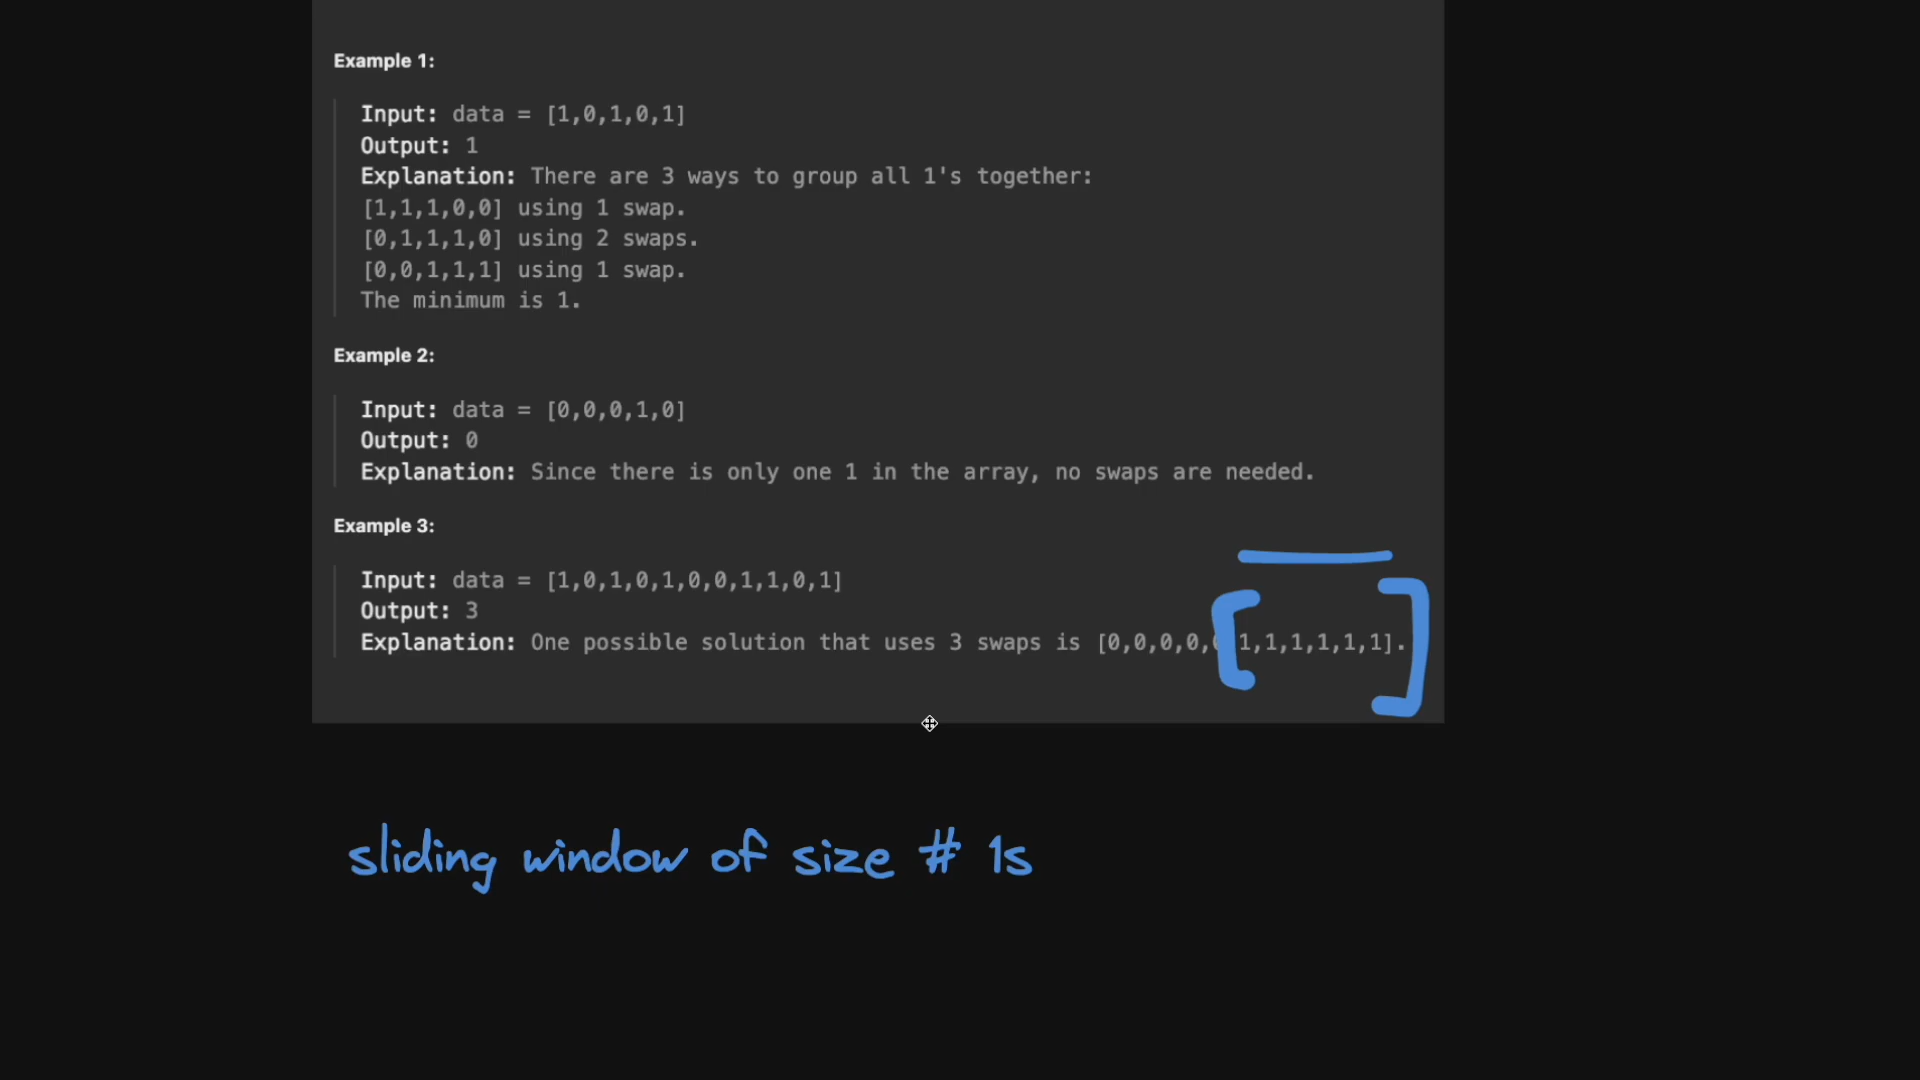 Example 1:
Input: data = [1,0,1,0,1]
Output: 1
Explanation: There are 3 ways to group all 1's together:
[1,1,1,0,0] using 1 swap.
[0,1,1,1,0] using 2 swaps.
[0,0,1,1,1] using 1 swap.
The minimum is 1.
Example 2:
Input: data = [0,0,0,1,0]
Output: 0
Explanation: Since there is only one 1 in the array, no swaps are needed.
Example 3:
Input: data = [1,0,1,0,1,0,0,1,1,0,1]
Output: 3
Explanation: One possible solution that uses 3 swaps is [0,0,0,0,0,1,1,1,1,1,1].
sliding window of size # 1s